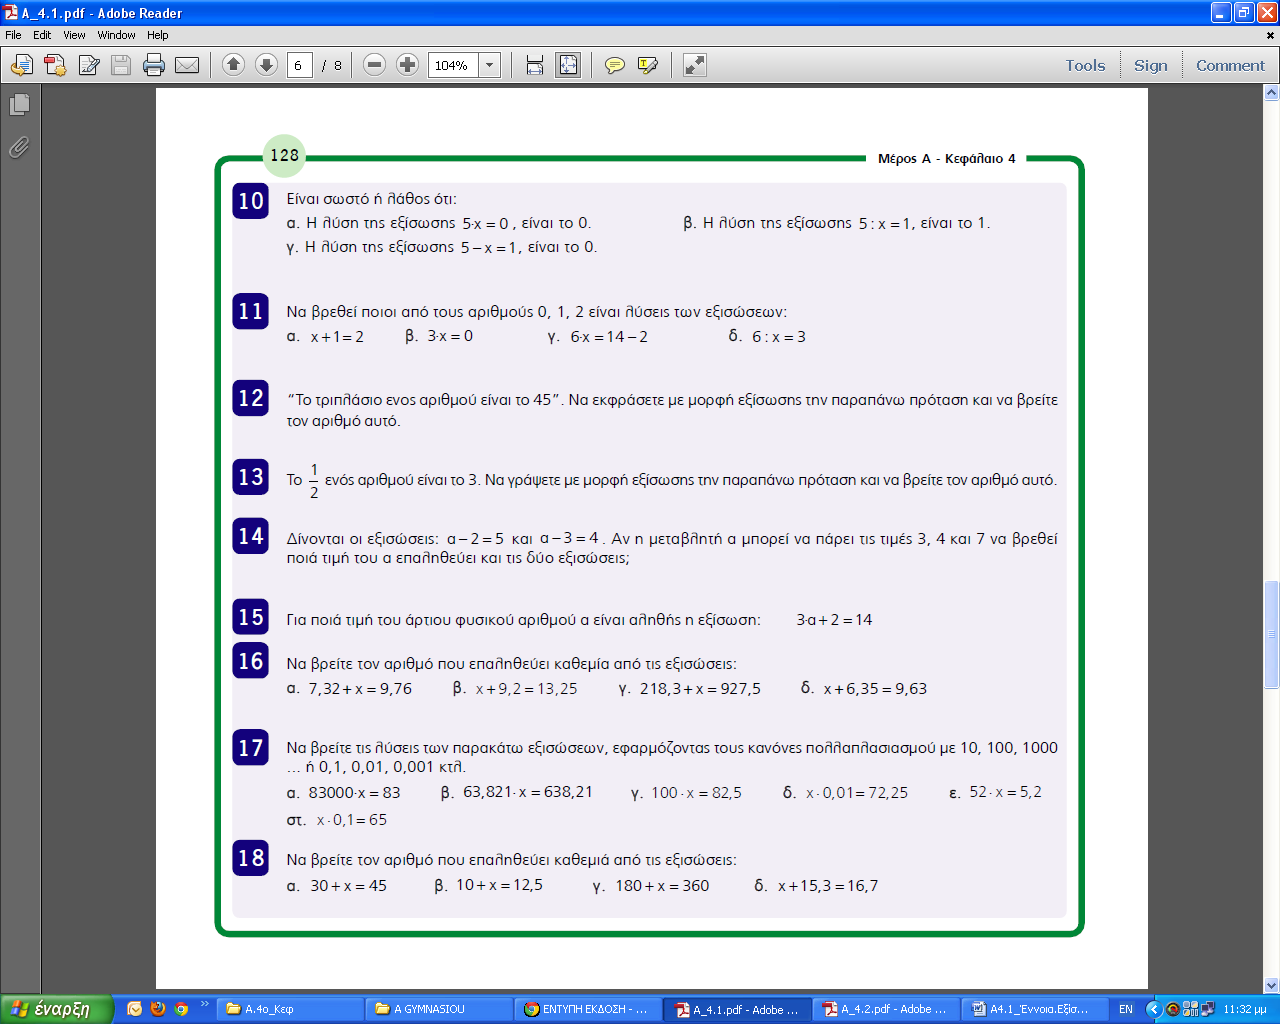 A_4.1.pdf - Adobe Reader
File Edit View Window Help
6 / 8 104% Tools Sign Comment
128
Μέρος Α - Κεφάλαιο 4
10 Είναι σωστό ή λάθος ότι:
α. Η λύση της εξίσωσης 5·x = 0 , είναι το 0. β. Η λύση της εξίσωσης 5 : x = 1, είναι το 1.
γ. Η λύση της εξίσωσης 5 – x = 1, είναι το 0.
11 Να βρεθεί ποιοι από τους αριθμούς 0, 1, 2 είναι λύσεις των εξισώσεων:
α. x + 1 = 2 β. 3·x = 0 γ. 6·x = 14 – 2 δ. 6 : x = 3
12 “Το τριπλάσιο ενος αριθμού είναι το 45”. Να εκφράσετε με μορφή εξίσωσης την παραπάνω πρόταση και να βρείτε
τον αριθμό αυτό.
13 Το 1/2 ενός αριθμού είναι το 3. Να γράψετε με μορφή εξίσωσης την παραπάνω πρόταση και να βρείτε τον αριθμό αυτό.
14 Δίνονται οι εξισώσεις: α – 2 = 5 και α – 3 = 4 . Αν η μεταβλητή α μπορεί να πάρει τις τιμές 3, 4 και 7 να βρεθεί
ποιά τιμή του α επαληθεύει και τις δύο εξισώσεις;
15 Για ποιά τιμή του άρτιου φυσικού αριθμού α είναι αληθής η εξίσωση: 3·α + 2 = 14
16 Να βρείτε τον αριθμό που επαληθεύει καθεμία από τις εξισώσεις:
α. 7,32 + x = 9,76 β. x + 9,2 = 13,25 γ. 218,3 + x = 927,5 δ. x + 6,35 = 9,63
17 Να βρείτε τις λύσεις των παρακάτω εξισώσεων, εφαρμόζοντας τους κανόνες πολλαπλασιασμού με 10, 100, 1000
... ή 0,1, 0,01, 0,001 κτλ.
α. 83000·x = 83 β. 63,821·x = 638,21 γ. 100 · x = 82,5 δ. x · 0,01 = 72,25 ε. 52 · x = 5,2
στ. x · 0,1 = 65
18 Να βρείτε τον αριθμό που επαληθεύει καθεμιά από τις εξισώσεις:
α. 30 + x = 45 β. 10 + x = 12,5 γ. 180 + x = 360 δ. x + 15,3 = 16,7
έναρξη » A.4ο_Κεφ A GYMNASIOU ΕΝΤΥΠΗ ΕΚΔΟΣΗ - ... A_4.1.pdf - Adobe ... A_4.2.pdf - Adobe ... A4.1_Έννοια.Εξίσ... EN 11:32 μμ